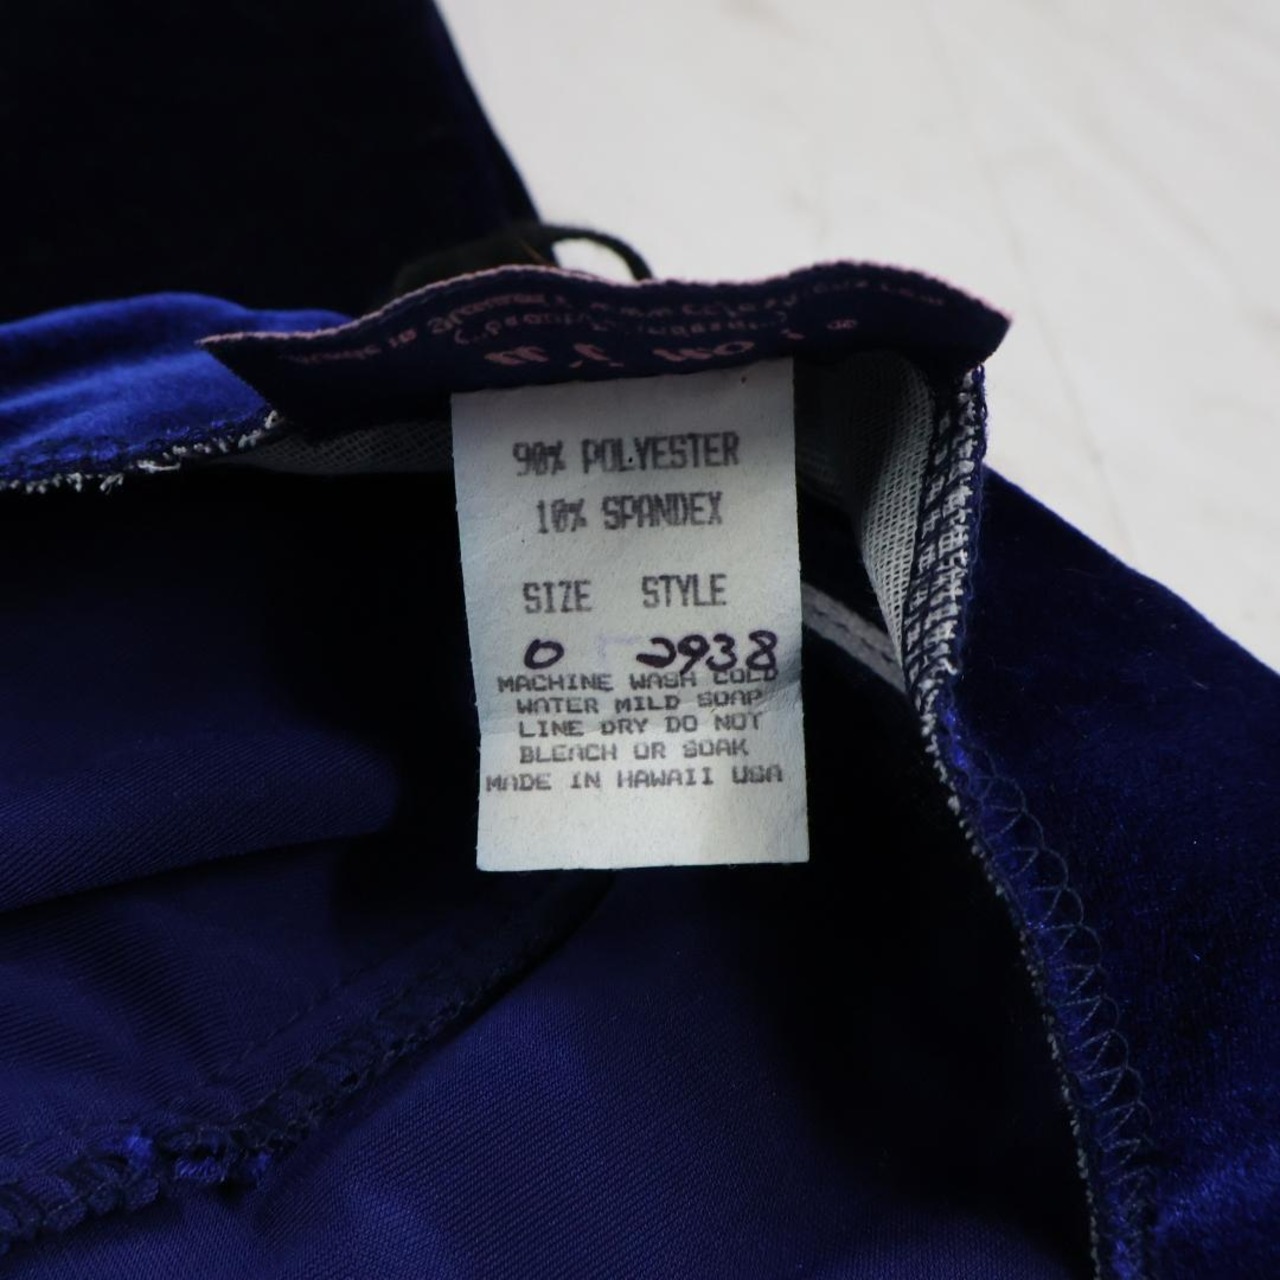 90% POLYESTER
10% SPANDEX
SIZE STYLE
0 2938
MACHINE WASH COLD
WATER MILD SOAP
LINE DRY DO NOT
BLEACH OR SOAK
MADE IN HAWAII USA